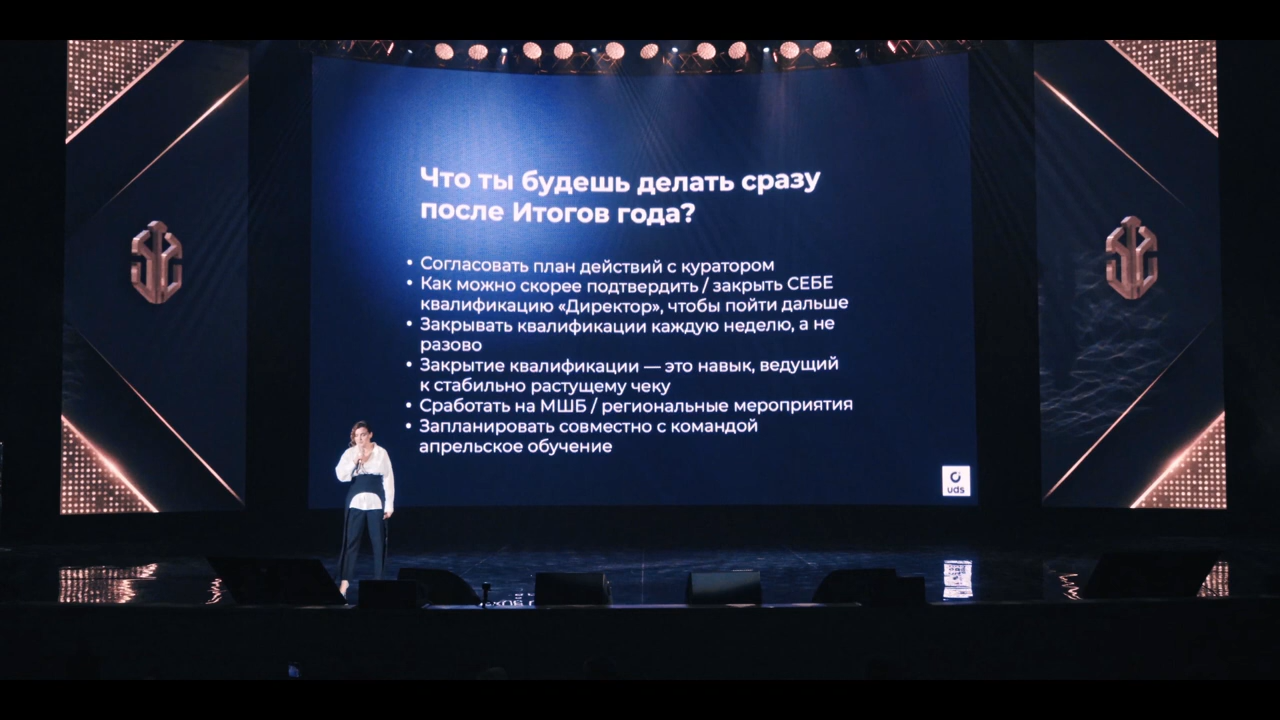 Что ты будешь делать сразу
после Итогов года?
• Согласовать план действий с куратором
• Как можно скорее подтвердить / закрыть СЕБЕ
квалификацию «Директор», чтобы пойти дальше
• Закрывать квалификации каждую неделю, а не
разово
• Закрытие квалификации — это навык, ведущий
к стабильно растущему чеку
• Сработать на МШБ / региональные мероприятия
• Запланировать совместно с командой
апрельское обучение
uds